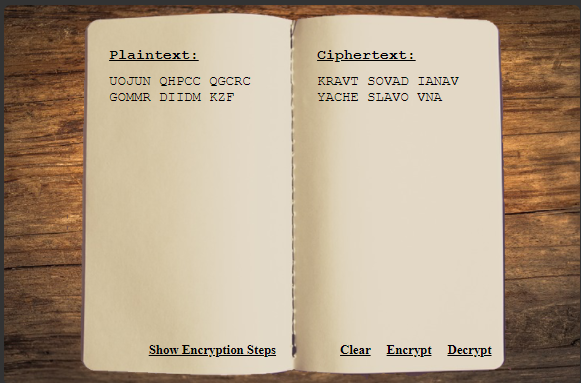 Plaintext:
UOJUN QHPCC QGCRC
GOMMR DIIDM KZF
Ciphertext:
KRAVT SOVAD IANAV
YACHE SLAVO VNA
Show Encryption Steps
Clear Encrypt Decrypt